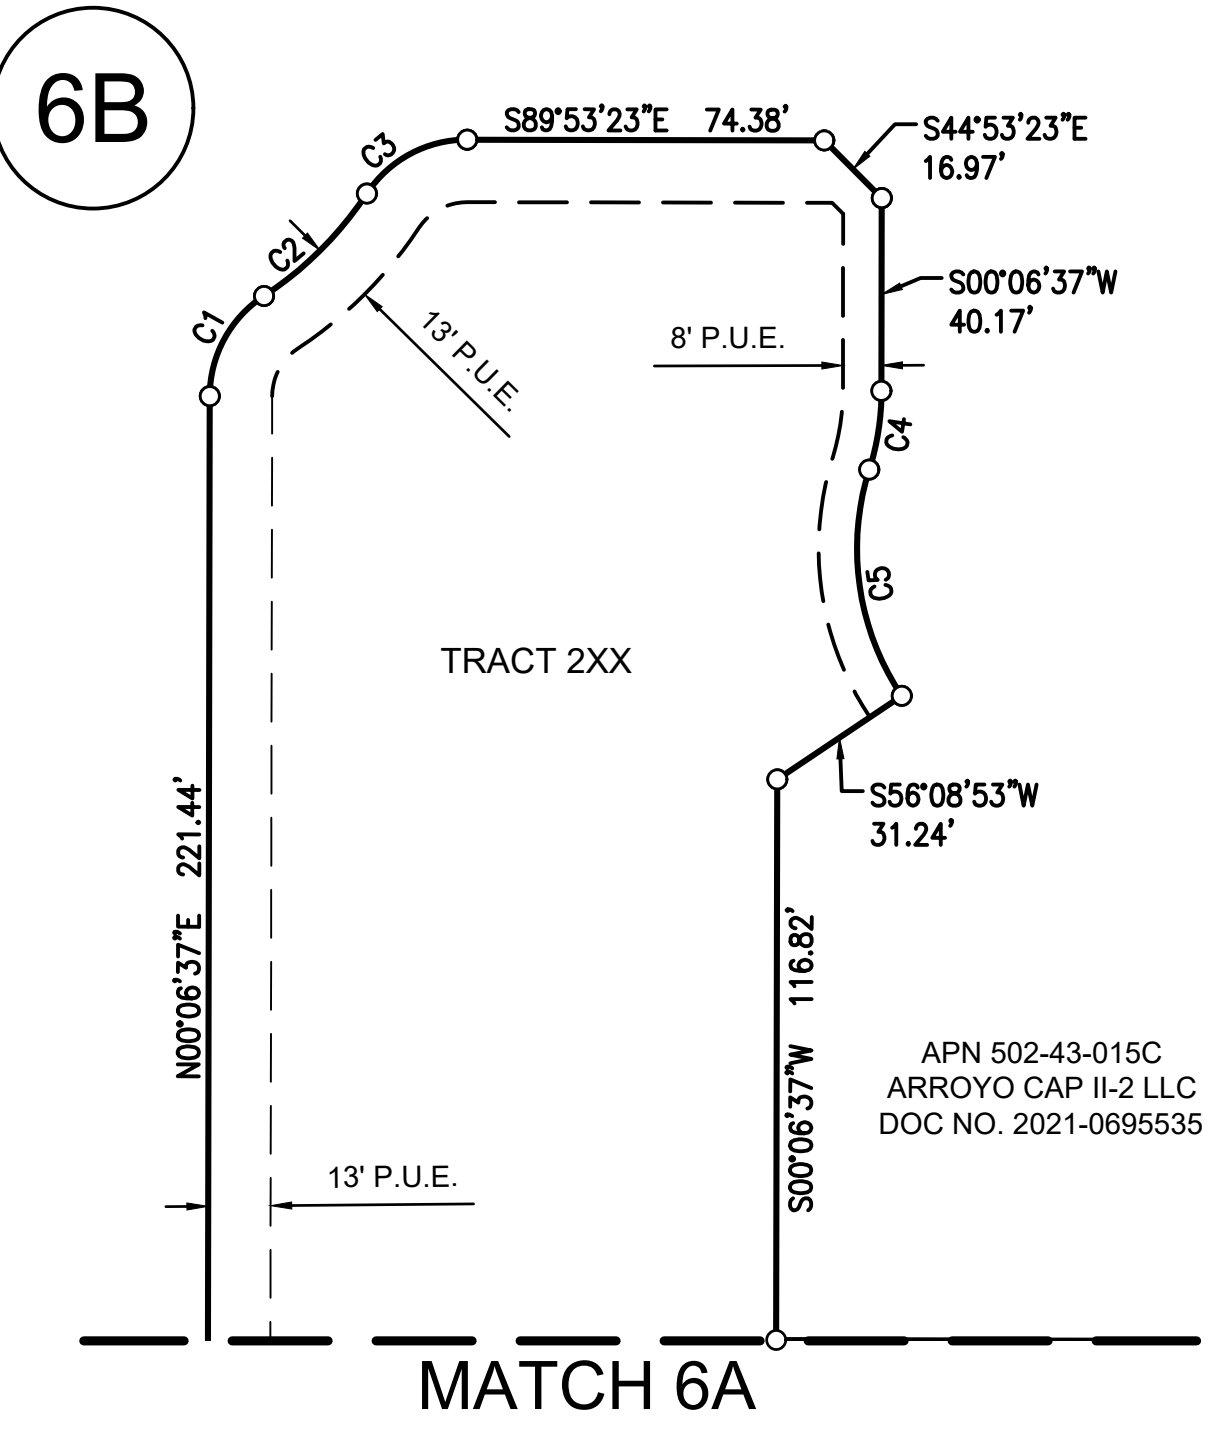 6B
S89°53'23"E 74.38'
S44°53'23"E
16.97'
C3
C2
C1
S00°06'37"W
40.17'
13' P.U.E.
8' P.U.E.
C4
C5
TRACT 2XX
S56°08'53"W
31.24'
N00°06'37"E 221.44'
S00°06'37"W 116.82'
APN 502-43-015C
ARROYO CAP II-2 LLC
DOC NO. 2021-0695535
13' P.U.E.
MATCH 6A